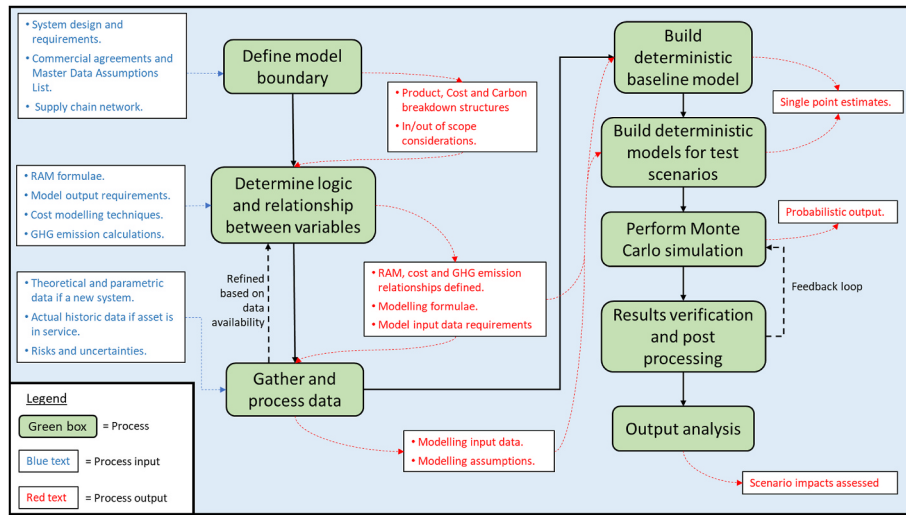 • System design and
requirements.
• Commercial agreements and
Master Data Assumptions
List.
• Supply chain network.
Define model
boundary
• Product, Cost and Carbon
breakdown structures
• In/out of scope
considerations.
• RAM formulae.
• Model output requirements.
• Cost modelling techniques.
• GHG emission calculations.
Determine logic
and relationship
between variables
• Theoretical and parametric
data if a new system.
• Actual historic data if asset is
in service.
• Risks and uncertainties.
Refined
based on
data
availability
• RAM, cost and GHG emission
relationships defined.
• Modelling formulae.
• Model input data requirements
Gather and
process data
• Modelling input data.
• Modelling assumptions.
Build
deterministic
baseline model
Single point estimates.
Build deterministic
models for test
scenarios
Perform Monte
Carlo simulation
Probabilistic output.
Feedback loop
Results verification
and post
processing
Output analysis
Scenario impacts assessed
Legend
Green box = Process
Blue text = Process input
Red text = Process output